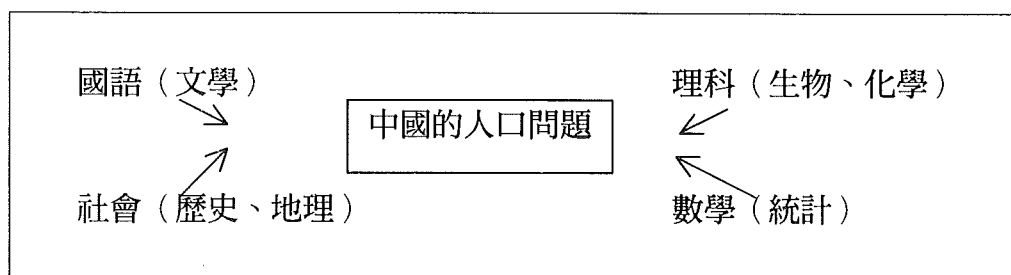 國語（文學）
理科（生物、化學）
中國的人口問題
社會（歷史、地理）
數學（統計）